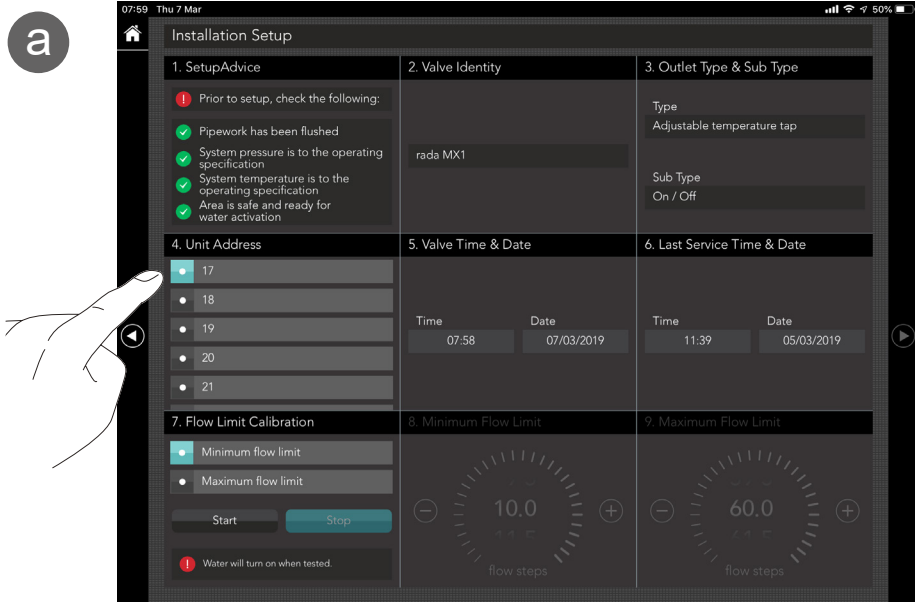 a
07:59 Thu 7 Mar
50%
Installation Setup
1. SetupAdvice
Prior to setup, check the following:
Pipework has been flushed
System pressure is to the operating
specification
System temperature is to the
operating specification
Area is safe and ready for
water activation
2. Valve Identity
rada MX1
3. Outlet Type & Sub Type
Type
Adjustable temperature tap
Sub Type
On / Off
4. Unit Address
17
18
19
20
21
5. Valve Time & Date
Time Date
07:58 07/03/2019
6. Last Service Time & Date
Time Date
11:39 05/03/2019
7. Flow Limit Calibration
Minimum flow limit
Maximum flow limit
Start Stop
Water will turn on when tested.
8. Minimum Flow Limit
10.0
11.5
flow steps
9. Maximum Flow Limit
60.0
flow steps